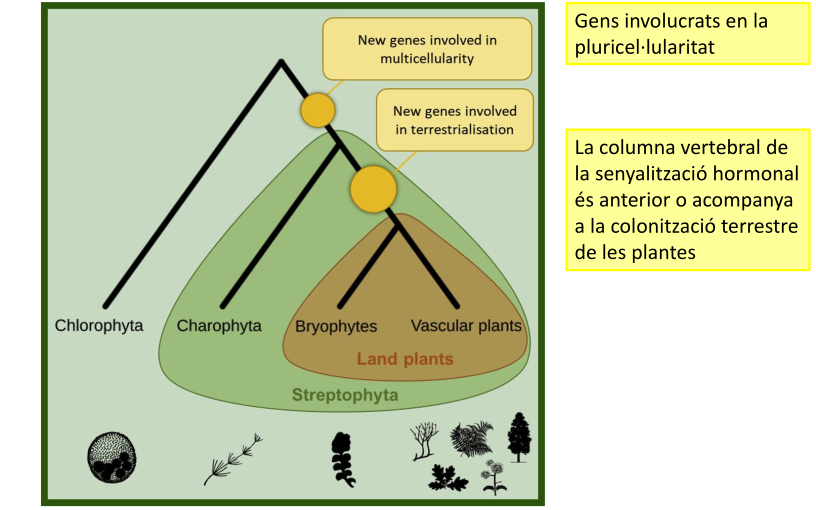 New genes involved in
multicellularity
New genes involved
in terrestrialisation
Chlorophyta
Charophyta
Bryophytes
Vascular plants
Land plants
Streptophyta
Gens involucrats en la
pluricel·lularitat
La columna vertebral de
la senyalització hormonal
és anterior o acompanya
a la colonització terrestre
de les plantes